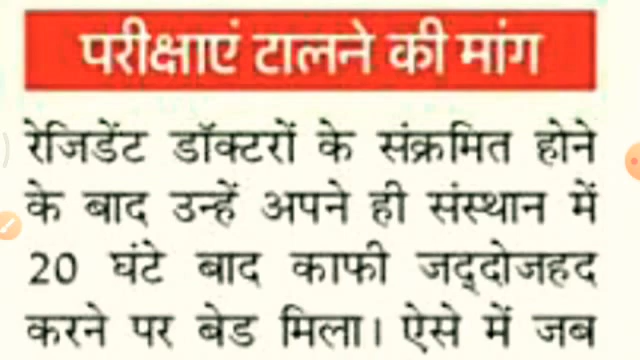 परीक्षाएं टालने की मांग
रेजिडेंट डॉक्टरों के संक्रमित होने
के बाद उन्हें अपने ही संस्थान में
20 घंटे बाद काफी जद्दोजहद
करने पर बेड मिला। ऐसे में जब